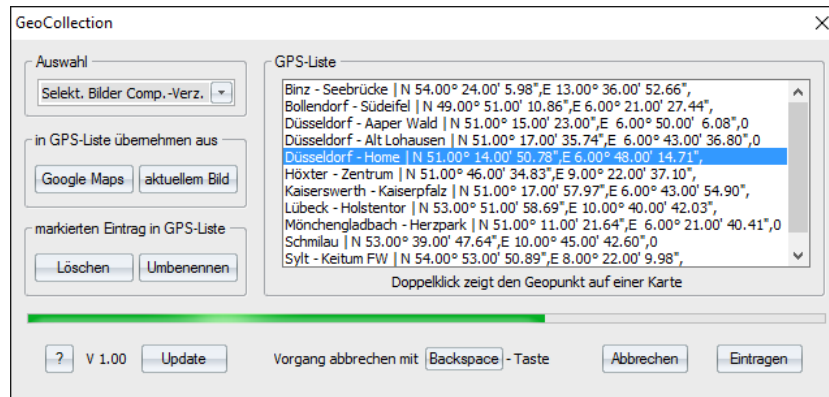 GeoCollection
Auswahl
Selekt. Bilder Comp.-Verz.
in GPS-Liste übernehmen aus
Google Maps
aktuellem Bild
markierten Eintrag in GPS-Liste
Löschen
Umbenennen
GPS-Liste
Binz - Seebrücke | N 54.00° 24.00' 5.98",E 13.00° 36.00' 52.66",
Bollendorf - Südeifel | N 49.00° 51.00' 10.86",E 6.00° 21.00' 27.44",
Düsseldorf - Aaper Wald | N 51.00° 15.00' 23.00",E  6.00° 50.00'  6.08",0
Düsseldorf - Alt Lohausen | N 51.00° 17.00' 35.74",E  6.00° 43.00' 36.80",0
Düsseldorf - Home | N 51.00° 14.00' 50.78",E 6.00° 48.00' 14.71",
Höxter - Zentrum | N 51.00° 46.00' 34.83",E 9.00° 22.00' 37.10",
Kaiserswerth - Kaiserpfalz | N 51.00° 17.00' 57.97",E 6.00° 43.00' 54.90",
Lübeck - Holstentor | N 53.00° 51.00' 58.69",E 10.00° 40.00' 42.03",
Mönchengladbach - Herzpark | N 51.00° 11.00' 21.64",E  6.00° 21.00' 40.41",0
Schmilau | N 53.00° 39.00' 47.64",E 10.00° 45.00' 42.60",0
Sylt - Keitum FW | N 54.00° 53.00' 50.89",E 8.00° 22.00' 9.98",
Doppelklick zeigt den Geopunkt auf einer Karte
? V 1.00 Update Vorgang abbrechen mit Backspace - Taste Abbrechen Eintragen